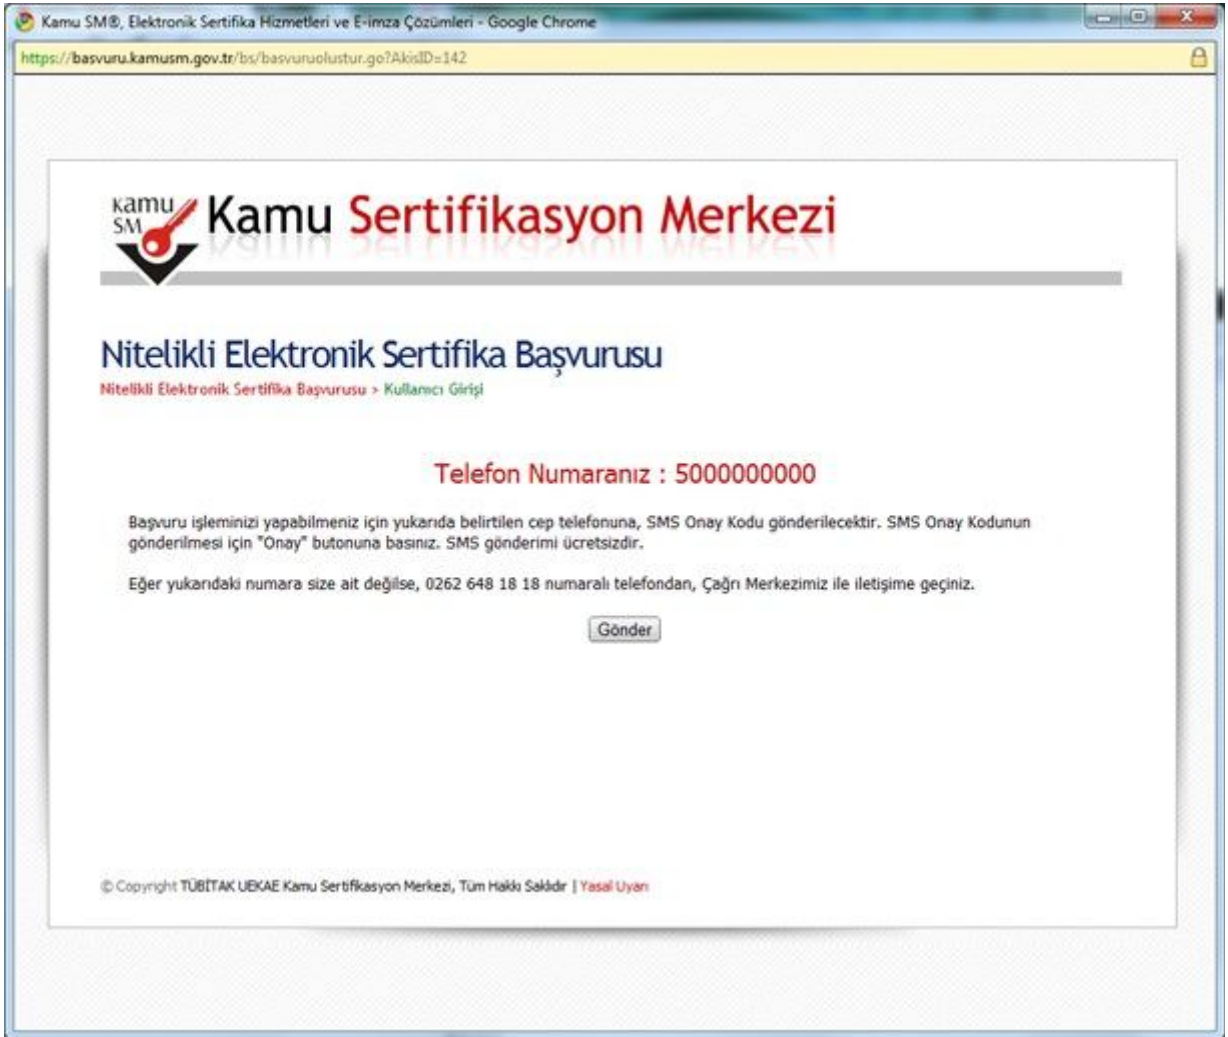 Kamu SM®, Elektronik Sertifika Hizmetleri ve E-imza Çözümleri - Google Chrome
https://basvuru.kamusm.gov.tr/bs/basvuruolustur.go?AkisID=142
Kamu SM
Kamu Sertifikasyon Merkezi
Nitelikli Elektronik Sertifika Başvurusu
Nitelikli Elektronik Sertifika Başvurusu > Kullanıcı Girişi
Telefon Numaranız : 5000000000
Başvuru işleminizi yapabilmeniz için yukarıda belirtilen cep telefonuna, SMS Onay Kodu gönderilecektir. SMS Onay Kodunun
gönderilmesi için "Onay" butonuna basınız. SMS gönderimi ücretsizdir.
Eğer yukarıdaki numara size ait değilse, 0262 648 18 18 numaralı telefondan, Çağrı Merkezimiz ile iletişime geçiniz.
Gönder
© Copyright TÜBİTAK UEKAE Kamu Sertifikasyon Merkezi, Tüm Hakkı Saklıdır | Yasal Uyarı